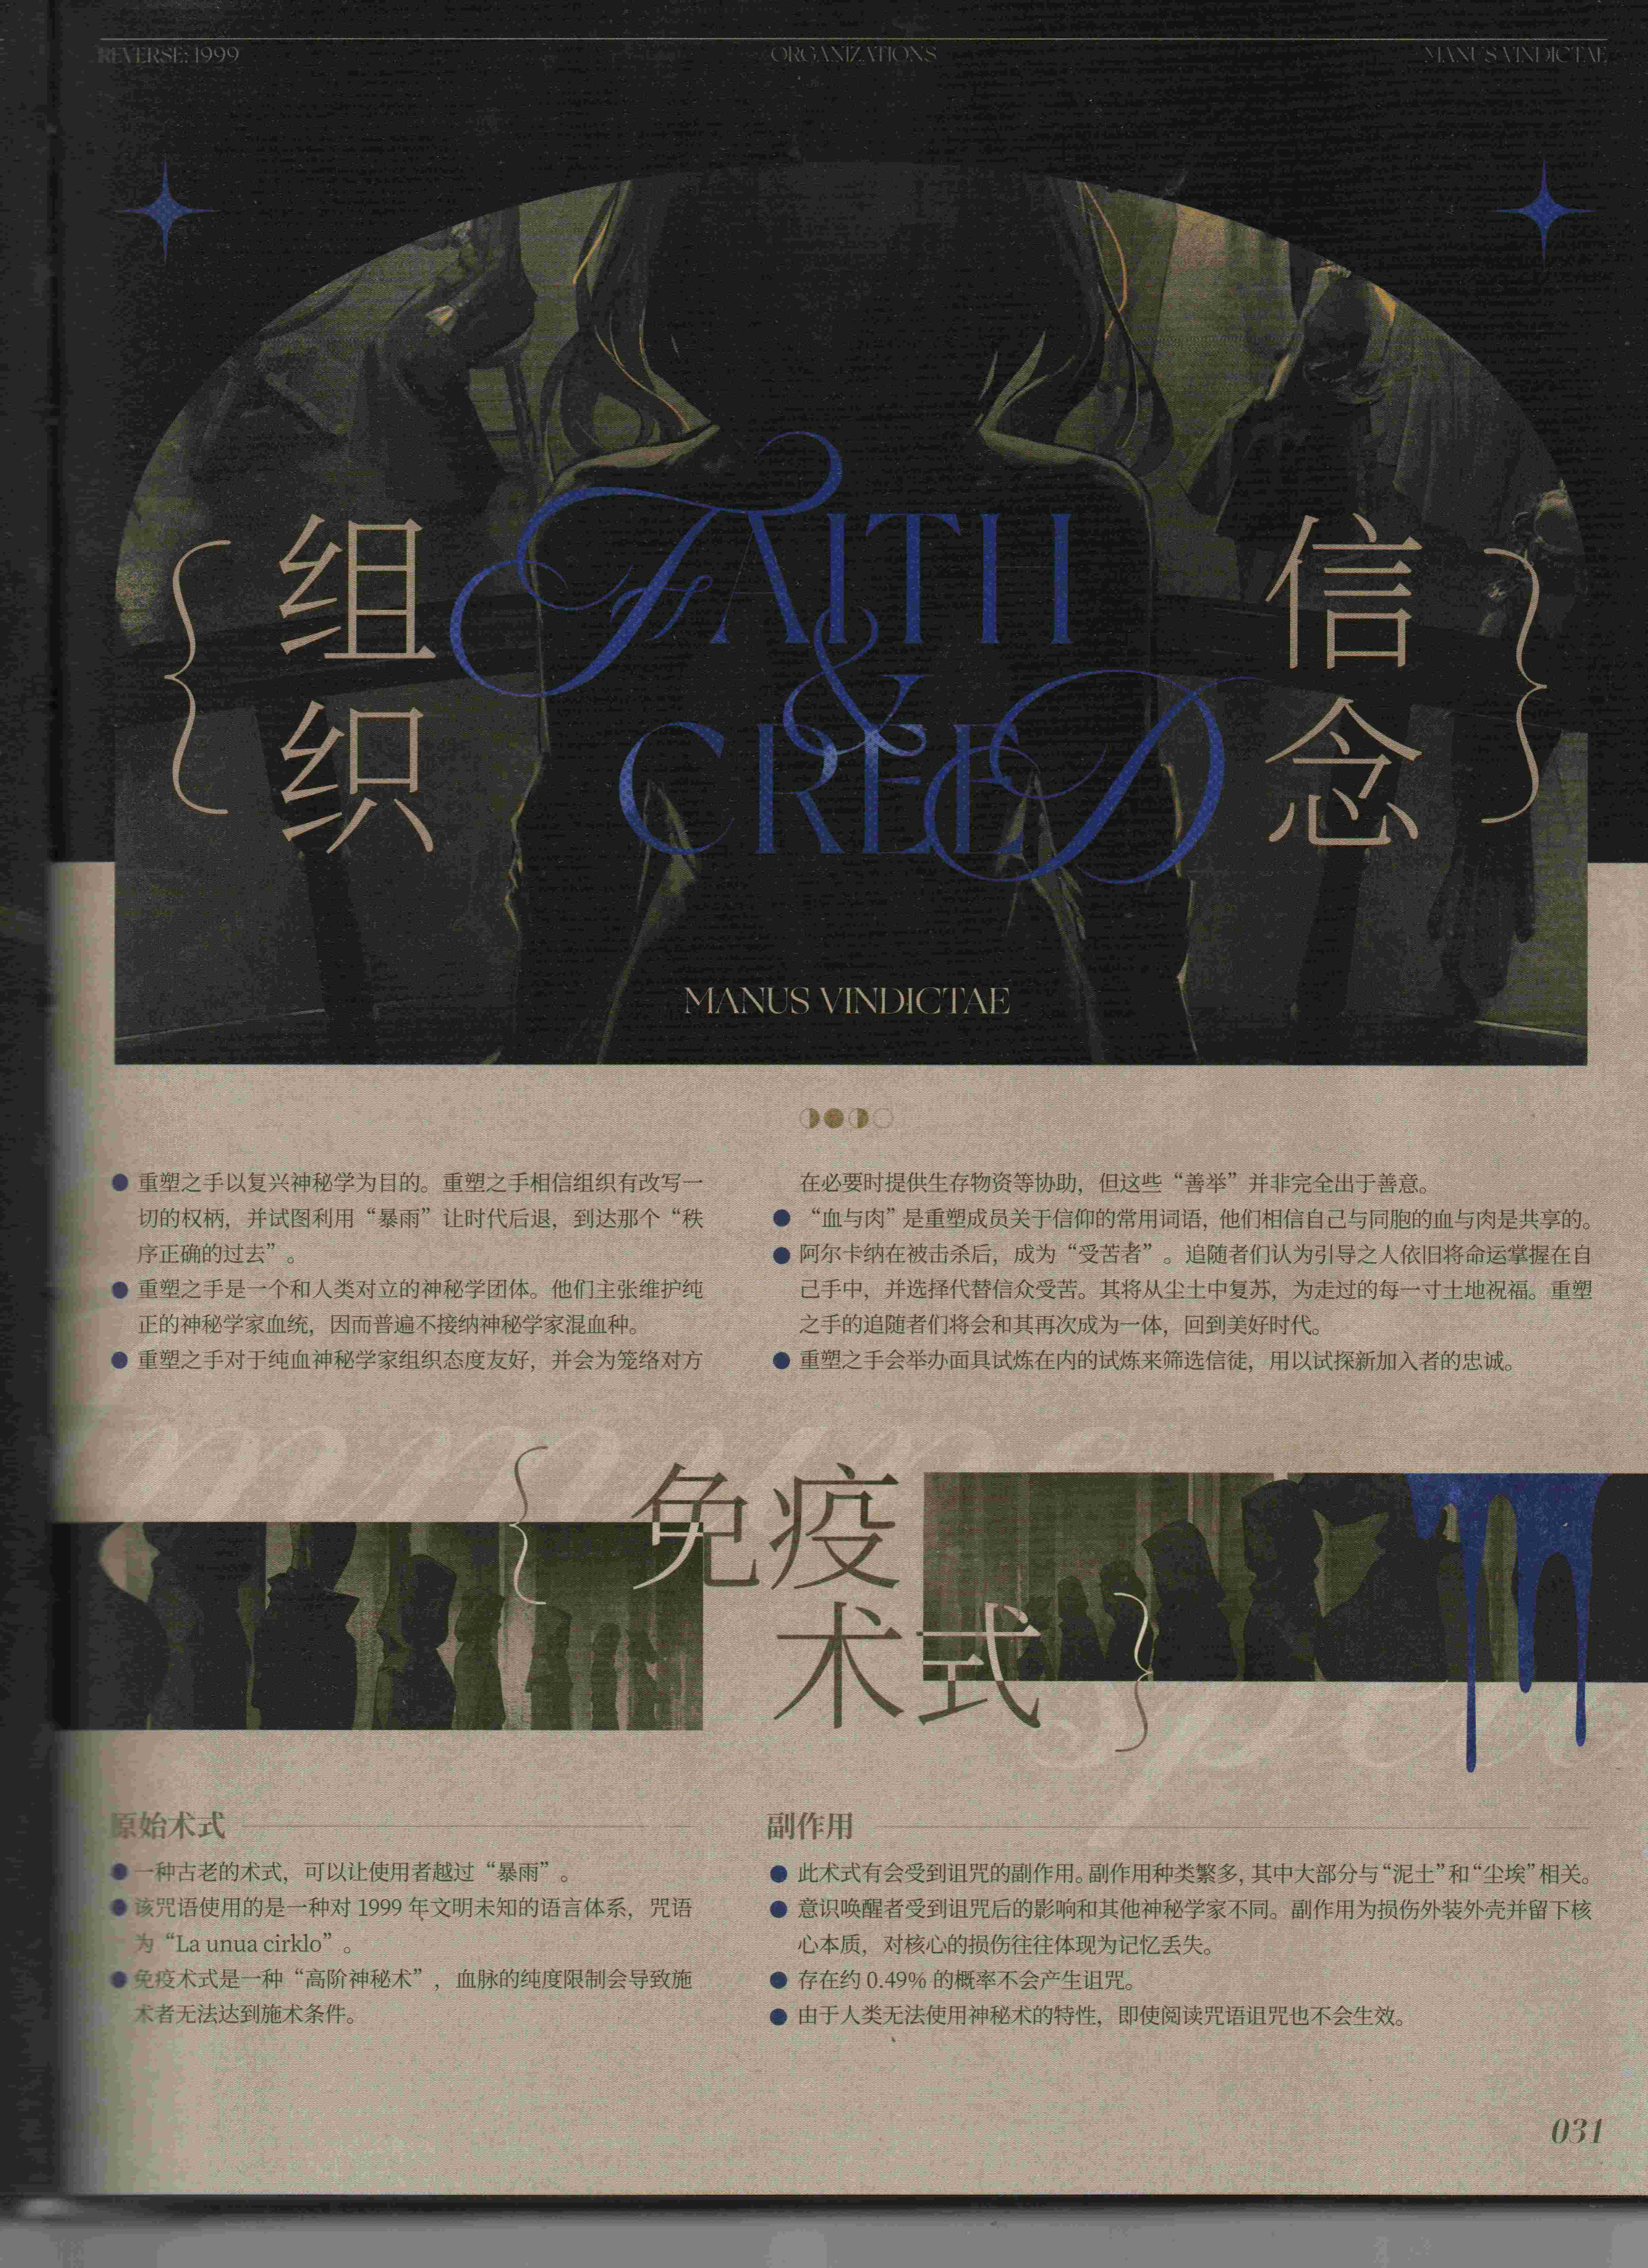 REVERSE: 1999
ORGANIZATIONS
MANUS VINDICTAE
组织
FAITH
&
CREED
信念
MANUS VINDICTAE
● 重塑之手以复兴神秘学为目的。重塑之手相信组织有改写一
切的权柄，并试图利用“暴雨”让时代后退，到达那个“秩
序正确的过去”。
● 重塑之手是一个和人类对立的神秘学团体。他们主张维护纯
正的神秘学家血统，因而普遍不接纳神秘学家混血种。
● 重塑之手对于纯血神秘学家组织态度友好，并会为笼络对方
在必要时提供生存物资等协助，但这些“善举”并非完全出于善意。
● “血与肉”是重塑成员关于信仰的常用词语，他们相信自己与同胞的血与肉是共享的。
● 阿尔卡纳在被击杀后，成为“受苦者”。追随者们认为引导之人依旧将命运掌握在自
己手中，并选择代替信众受苦。其将从尘土中复苏，为走过的每一寸土地祝福。重塑
之手的追随者们将会和其再次成为一体，回到美好时代。
● 重塑之手会举办面具试炼在内的试炼来筛选信徒，用以试探新加入者的忠诚。
免疫
术式
原始术式
● 一种古老的术式，可以让使用者越过“暴雨”。
● 该咒语使用的是一种对 1999 年文明未知的语言体系，咒语
为“La unua cirklo”。
● 免疫术式是一种“高阶神秘术”，血脉的纯度限制会导致施
术者无法达到施术条件。
副作用
● 此术式有会受到诅咒的副作用。副作用种类繁多，其中大部分与“泥土”和“尘埃”相关。
● 意识唤醒者受到诅咒后的影响和其他神秘学家不同。副作用为损伤外装外壳并留下核
心本质，对核心的损伤往往体现为记忆丢失。
● 存在约 0.49% 的概率不会产生诅咒。
● 由于人类无法使用神秘术的特性，即使阅读咒语诅咒也不会生效。
031